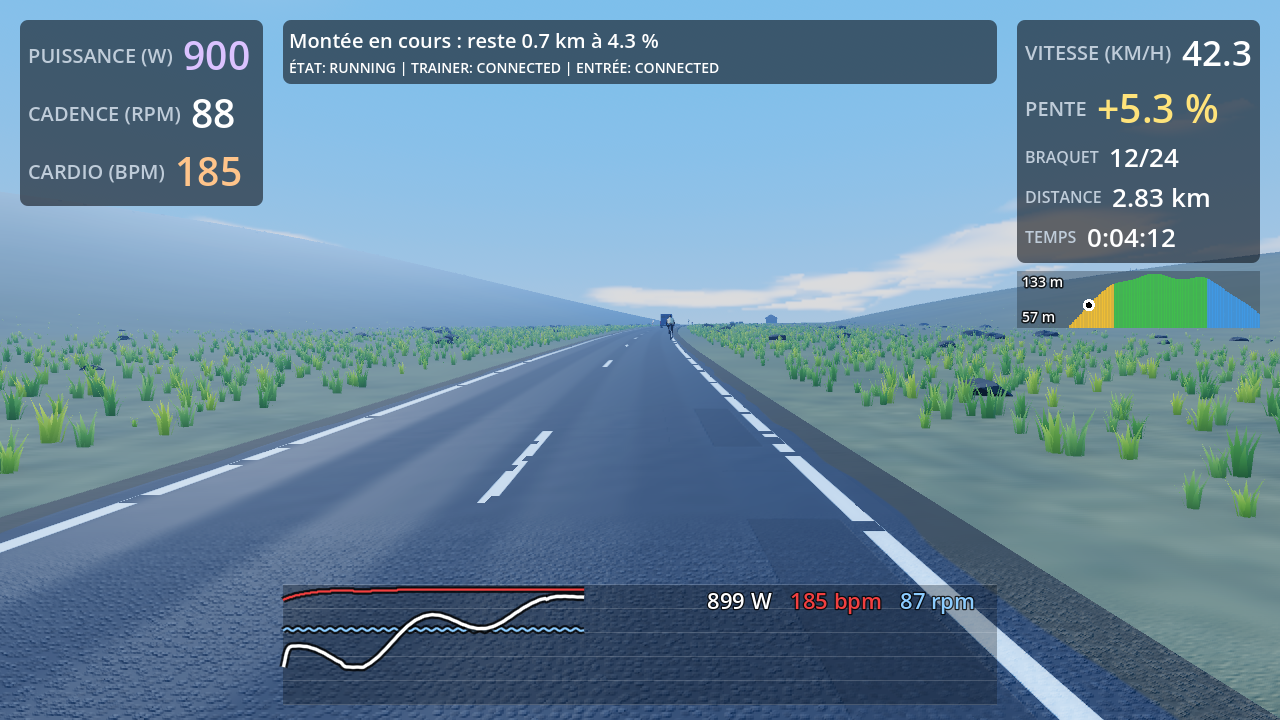 PUISSANCE (W) 900
CADENCE (RPM) 88
CARDIO (BPM) 185
Montée en cours : reste 0.7 km à 4.3 %
ÉTAT: RUNNING | TRAINER: CONNECTED | ENTRÉE: CONNECTED
VITESSE (KM/H) 42.3
PENTE +5.3 %
BRAQUET 12/24
DISTANCE 2.83 km
TEMPS 0:04:12
133 m
57 m
899 W 185 bpm 87 rpm